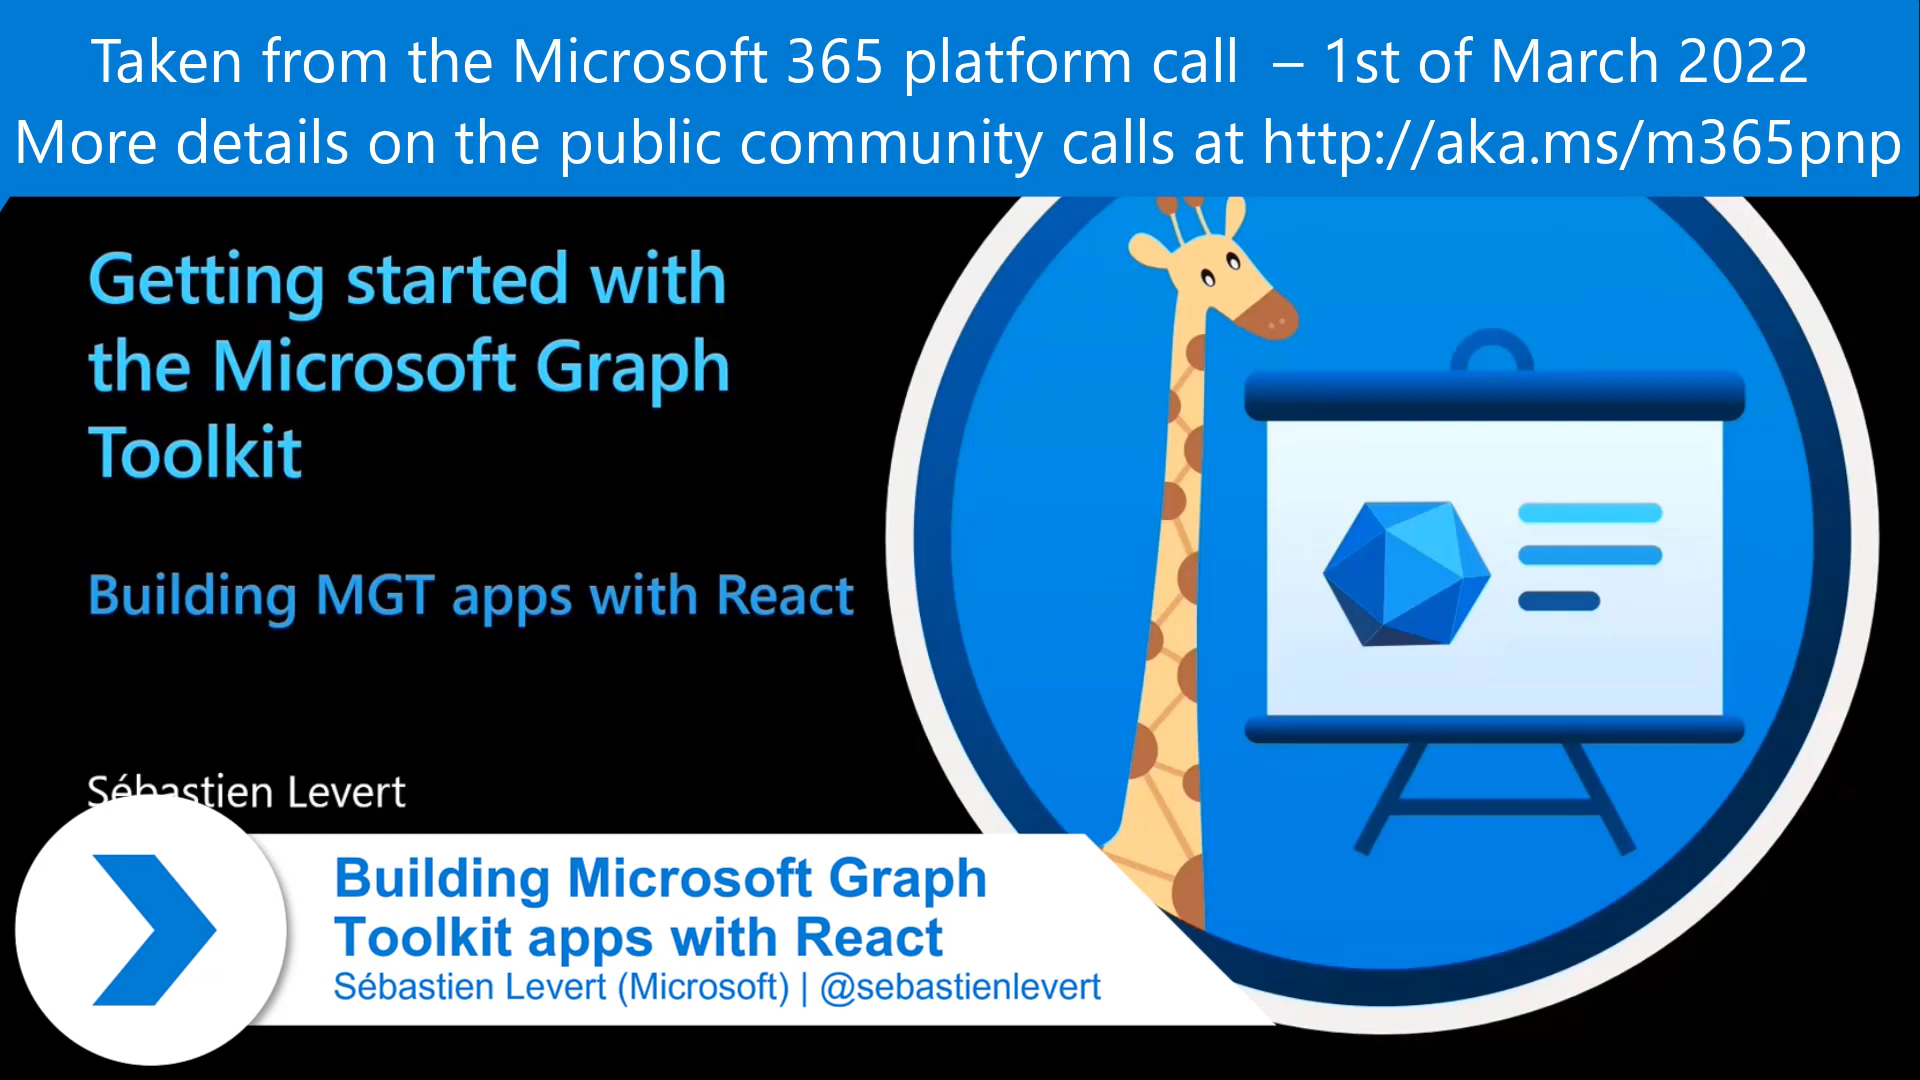 Taken from the Microsoft 365 platform call – 1st of March 2022
More details on the public community calls at http://aka.ms/m365pnp
Getting started with
the Microsoft Graph
Toolkit
Building MGT apps with React
Sébastien Levert
Building Microsoft Graph
Toolkit apps with React
Sébastien Levert (Microsoft) | @sebastienlevert